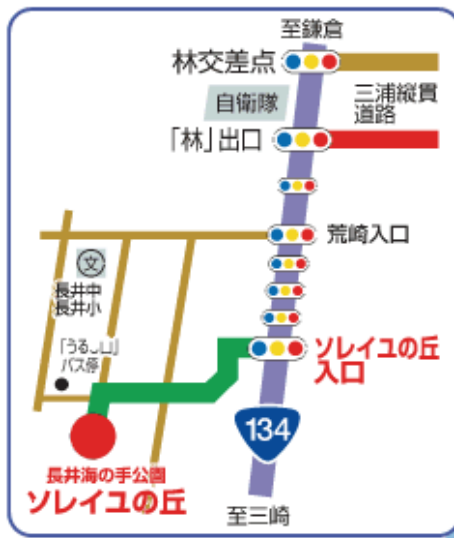 至鎌倉
林交差点
自衛隊
三浦縦貫
道路
「林」出口
荒崎入口
文
長井中
長井小
バス停
ソレイユの丘
入口
134
長井海の手公園
ソレイユの丘
至三崎